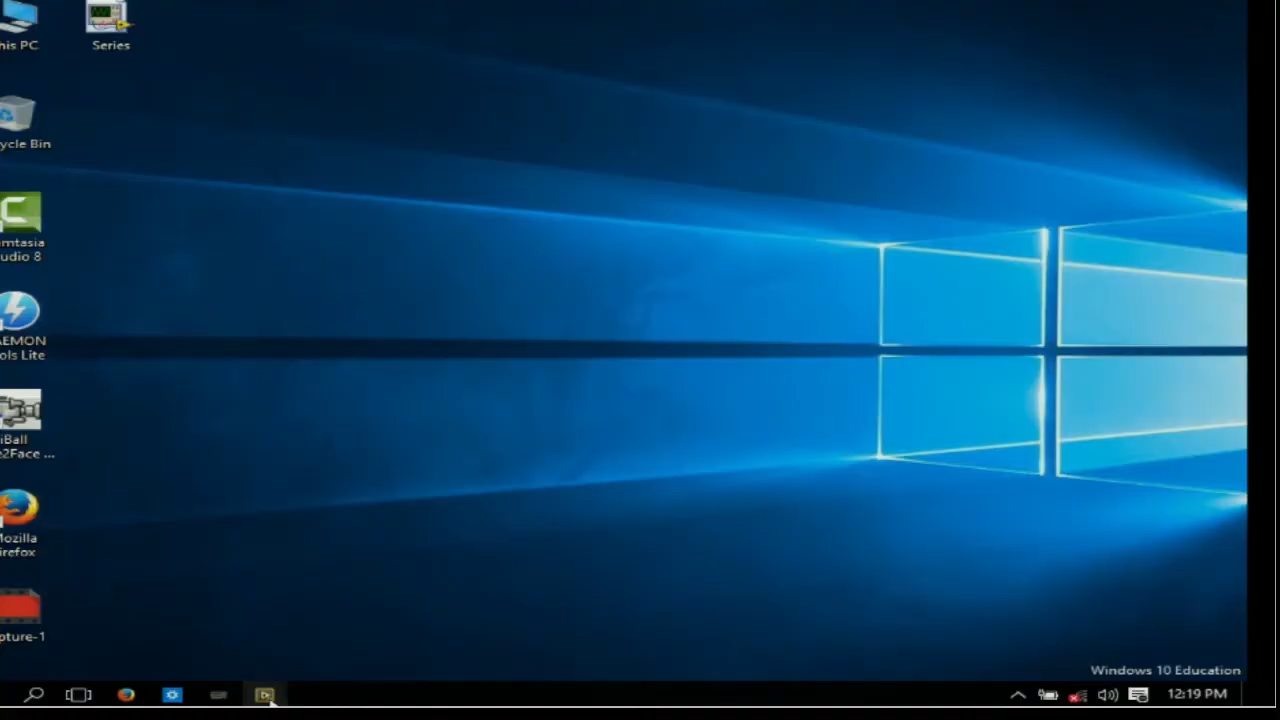 his PC
Series
ycle Bin
mtasia
udio 8
AEMON
ols Lite
iBall
2Face ...
Mozilla
irefox
pture-1
Windows 10 Education
12:19 PM